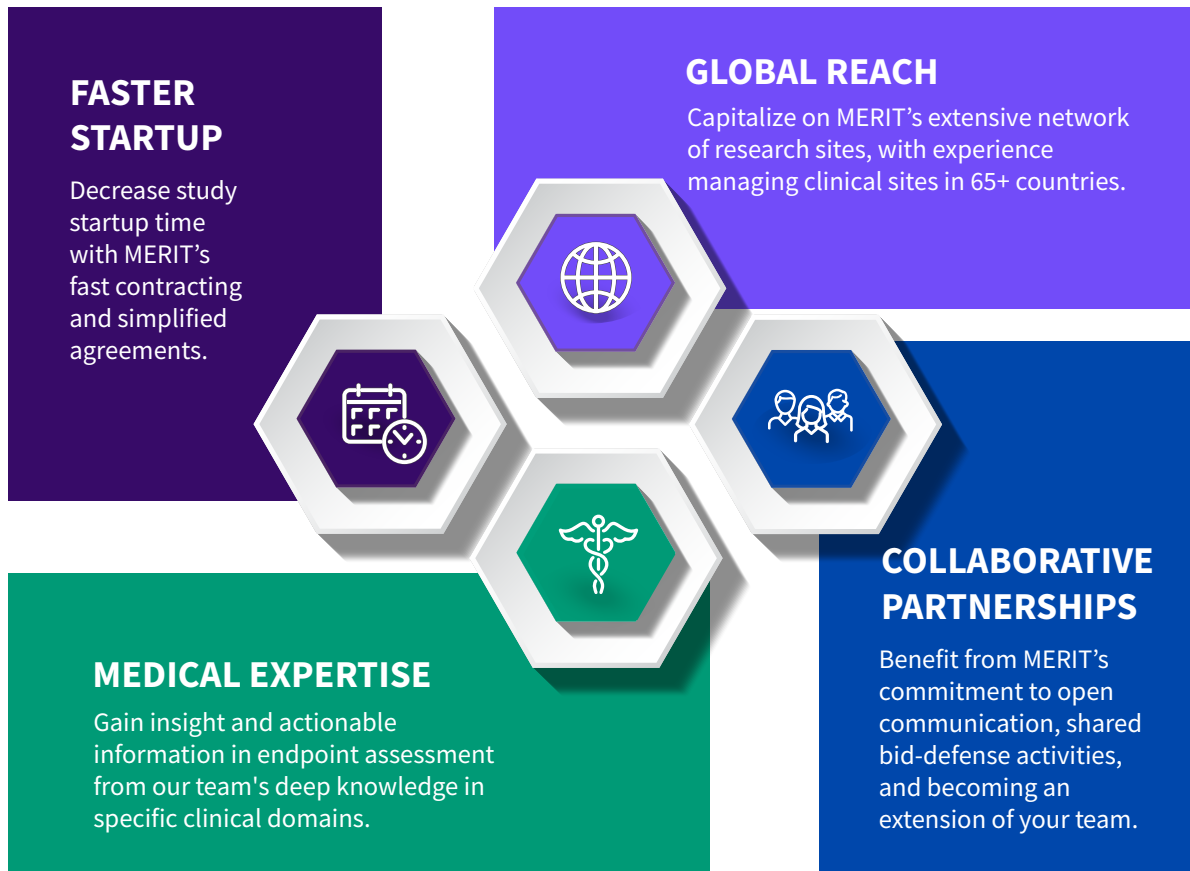 FASTER
STARTUP
Decrease study
startup time
with MERIT’s
fast contracting
and simplified
agreements.
GLOBAL REACH
Capitalize on MERIT’s extensive network
of research sites, with experience
managing clinical sites in 65+ countries.
MEDICAL EXPERTISE
Gain insight and actionable
information in endpoint assessment
from our team's deep knowledge in
specific clinical domains.
COLLABORATIVE
PARTNERSHIPS
Benefit from MERIT’s
commitment to open
communication, shared
bid-defense activities,
and becoming an
extension of your team.